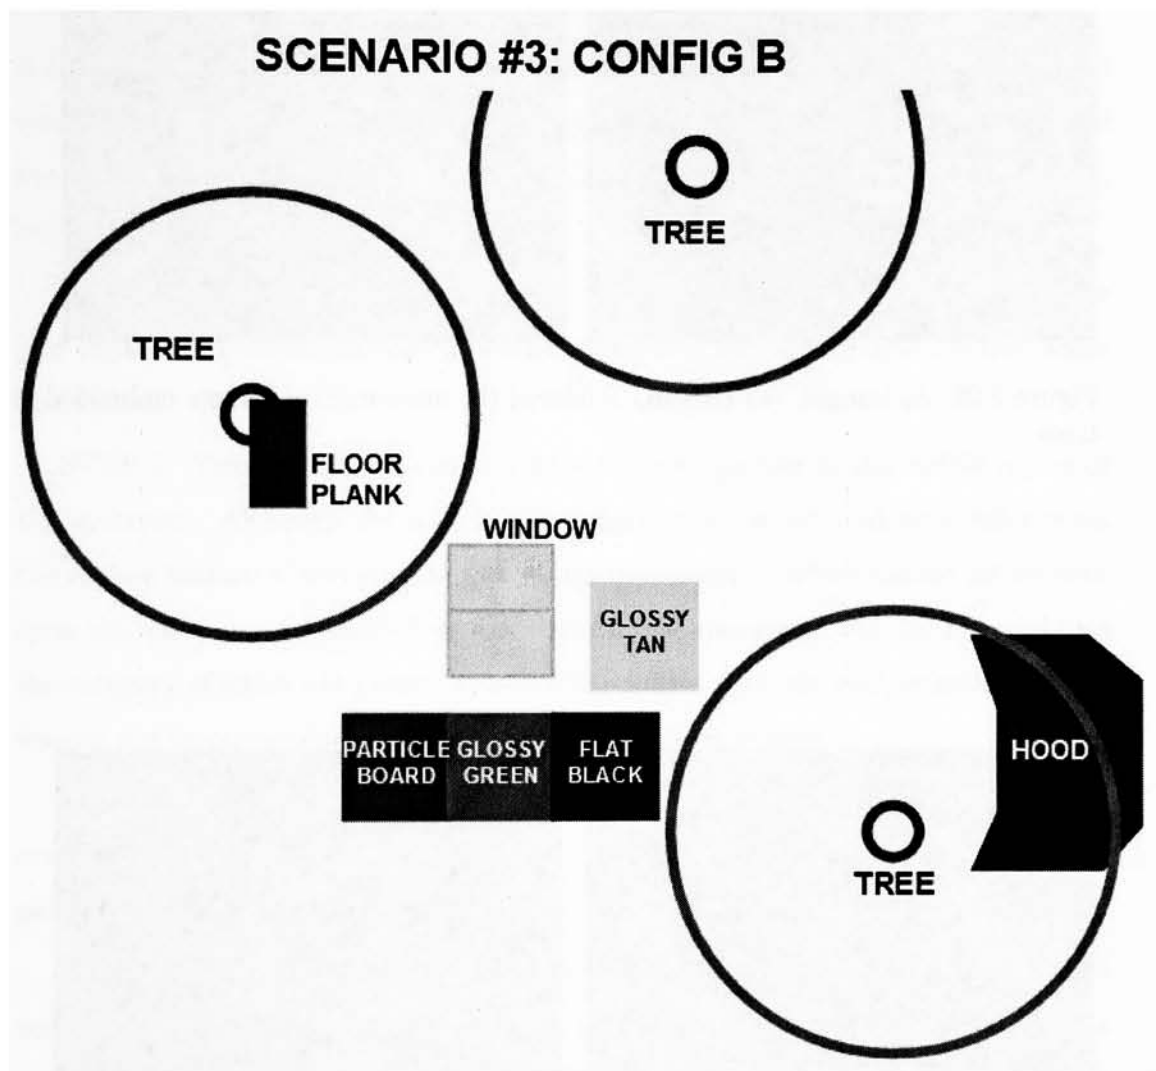 SCENARIO #3: CONFIG B
TREE
TREE
FLOOR
PLANK
WINDOW
GLOSSY
TAN
PARTICLE
BOARD
GLOSSY
GREEN
FLAT
BLACK
HOOD
TREE